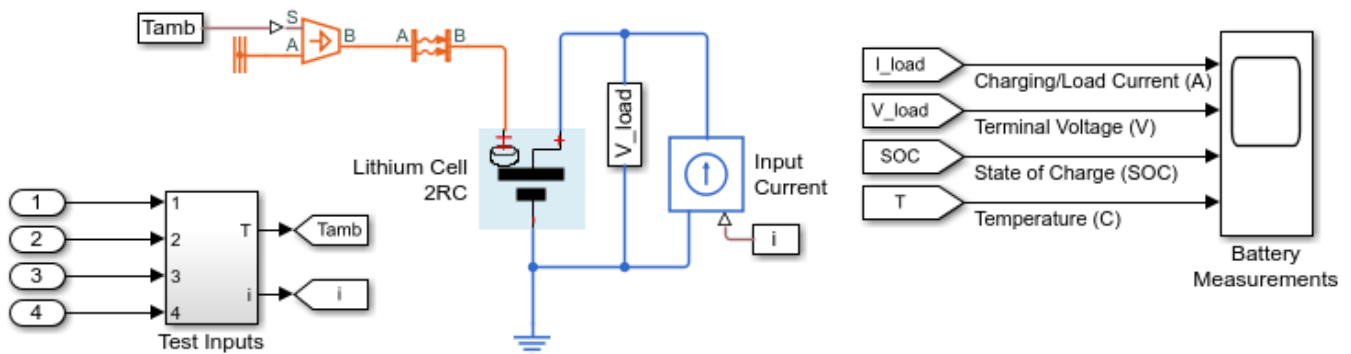 Tamb
S
A
B
A
B
V_load
Lithium Cell
2RC
Input
Current
i
1
2
3
4
1
2
3
4
T
i
Test Inputs
Tamb
i
I_load
V_load
SOC
T
Charging/Load Current (A)
Terminal Voltage (V)
State of Charge (SOC)
Temperature (C)
Battery
Measurements